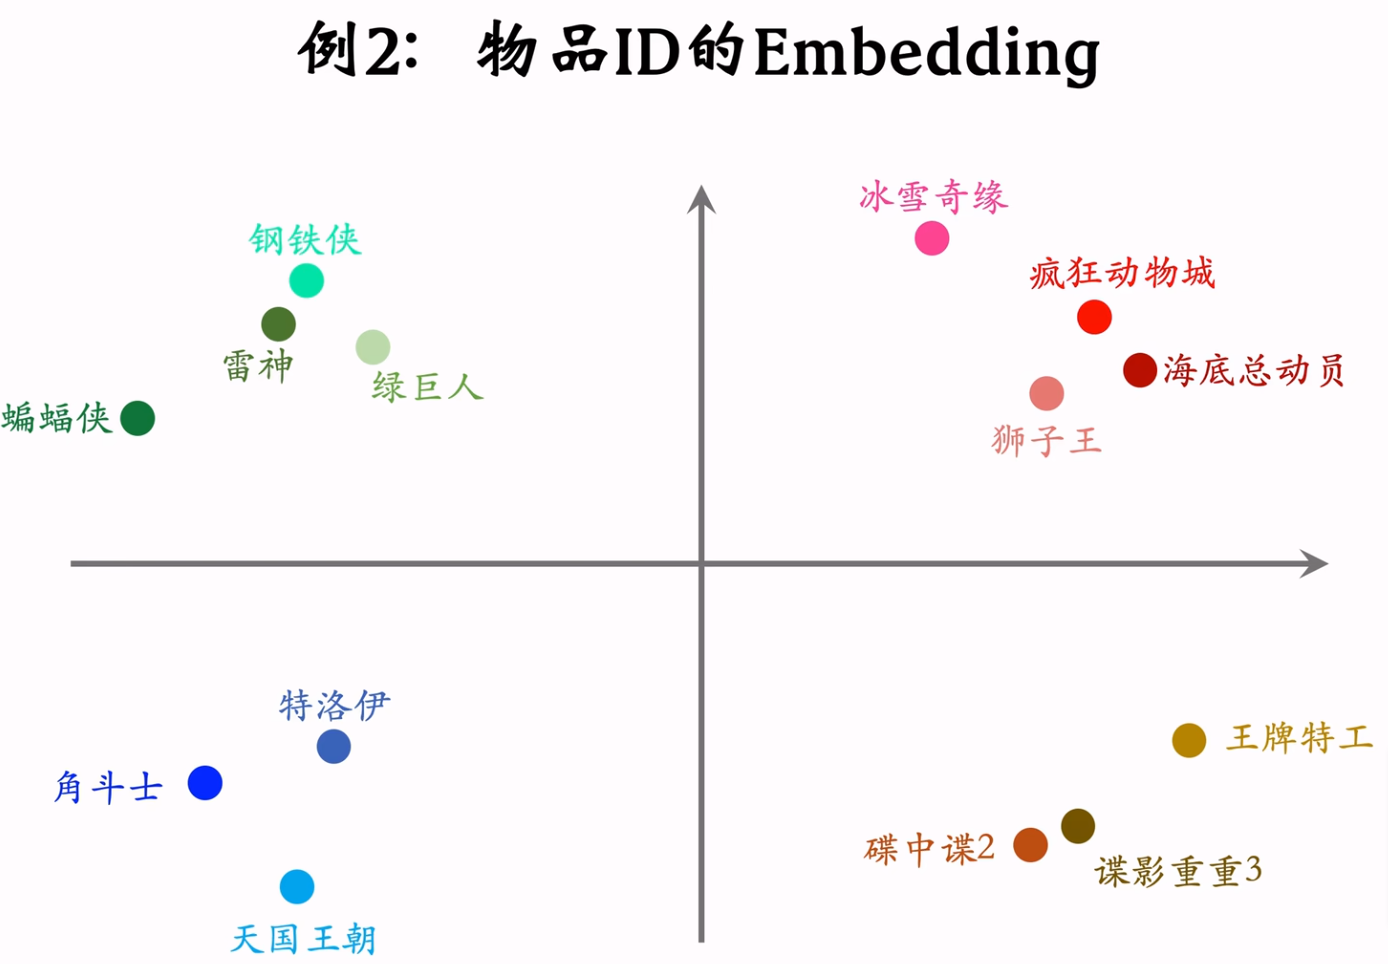 例2: 物品ID的Embedding
冰雪奇缘
钢铁侠
疯狂动物城
雷神
绿巨人
海底总动员
蝙蝠侠
狮子王
特洛伊
王牌特工
角斗士
碟中谍2
谍影重重3
天国王朝